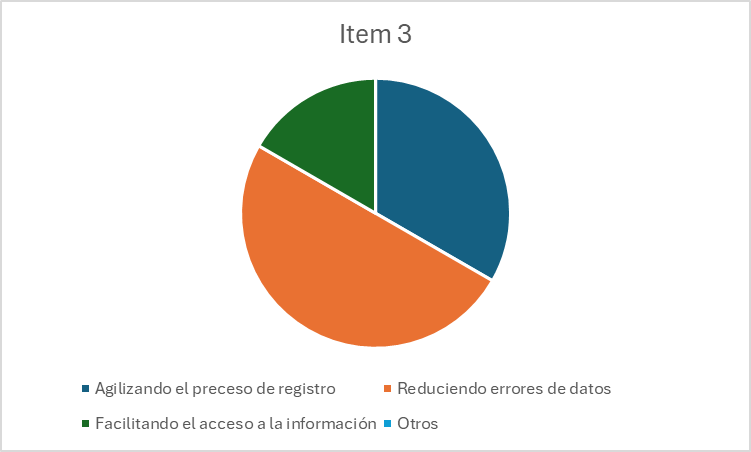 Item 3
Agilizando el preceso de registro
Reduciendo errores de datos
Facilitando el acceso a la información
Otros